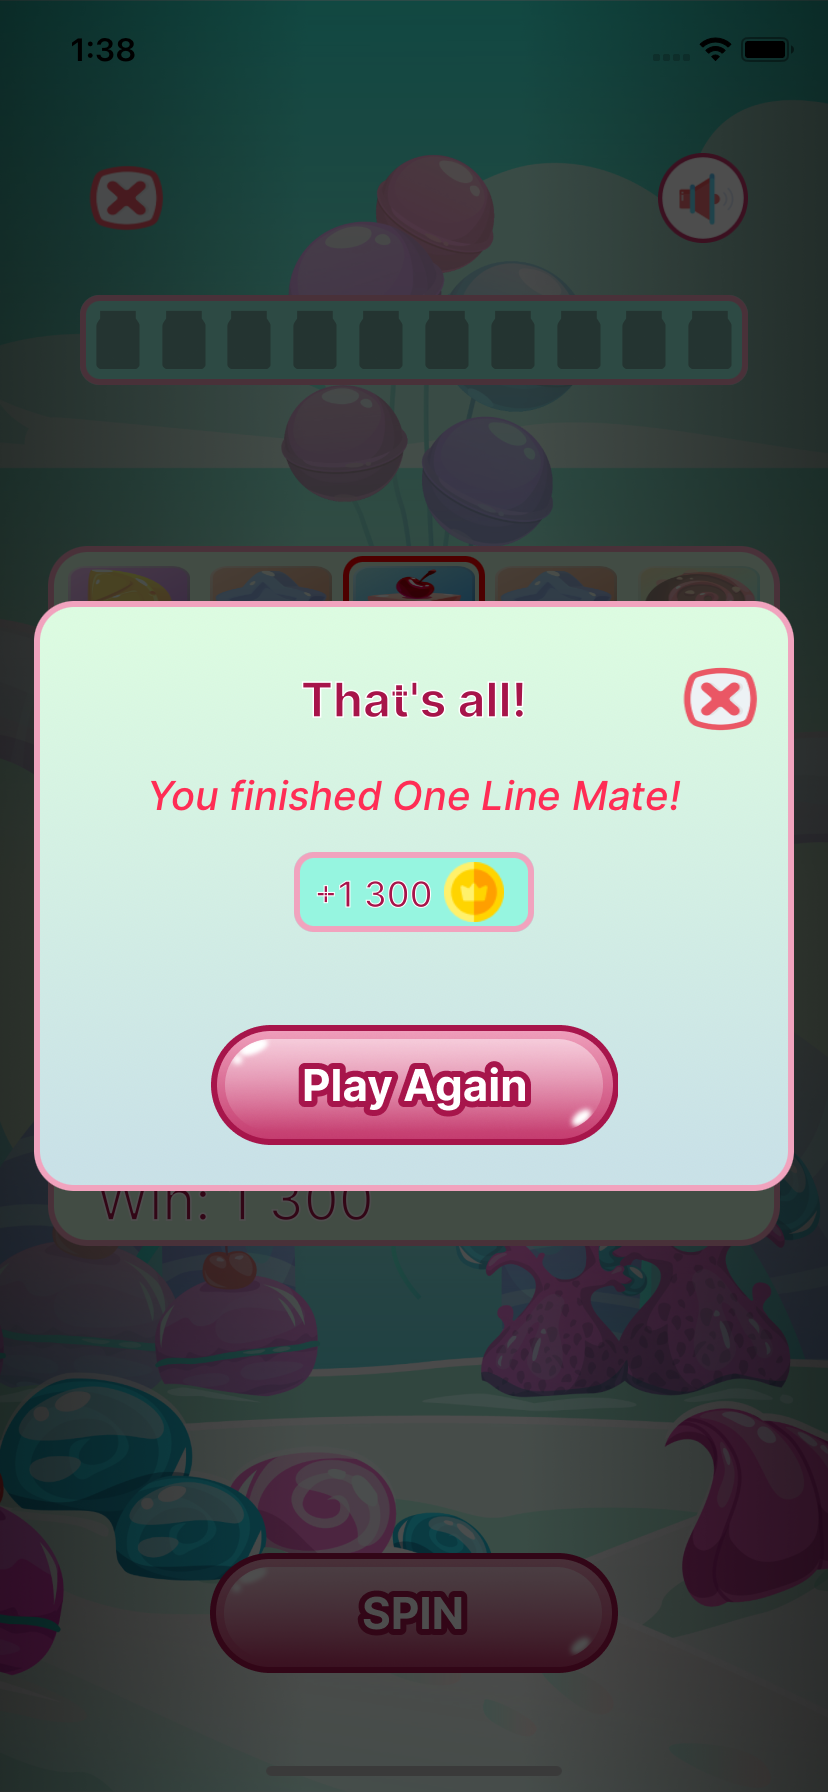 1:38
That's all!
You finished One Line Mate!
+1 300
Play Again
Win: 1 300
SPIN